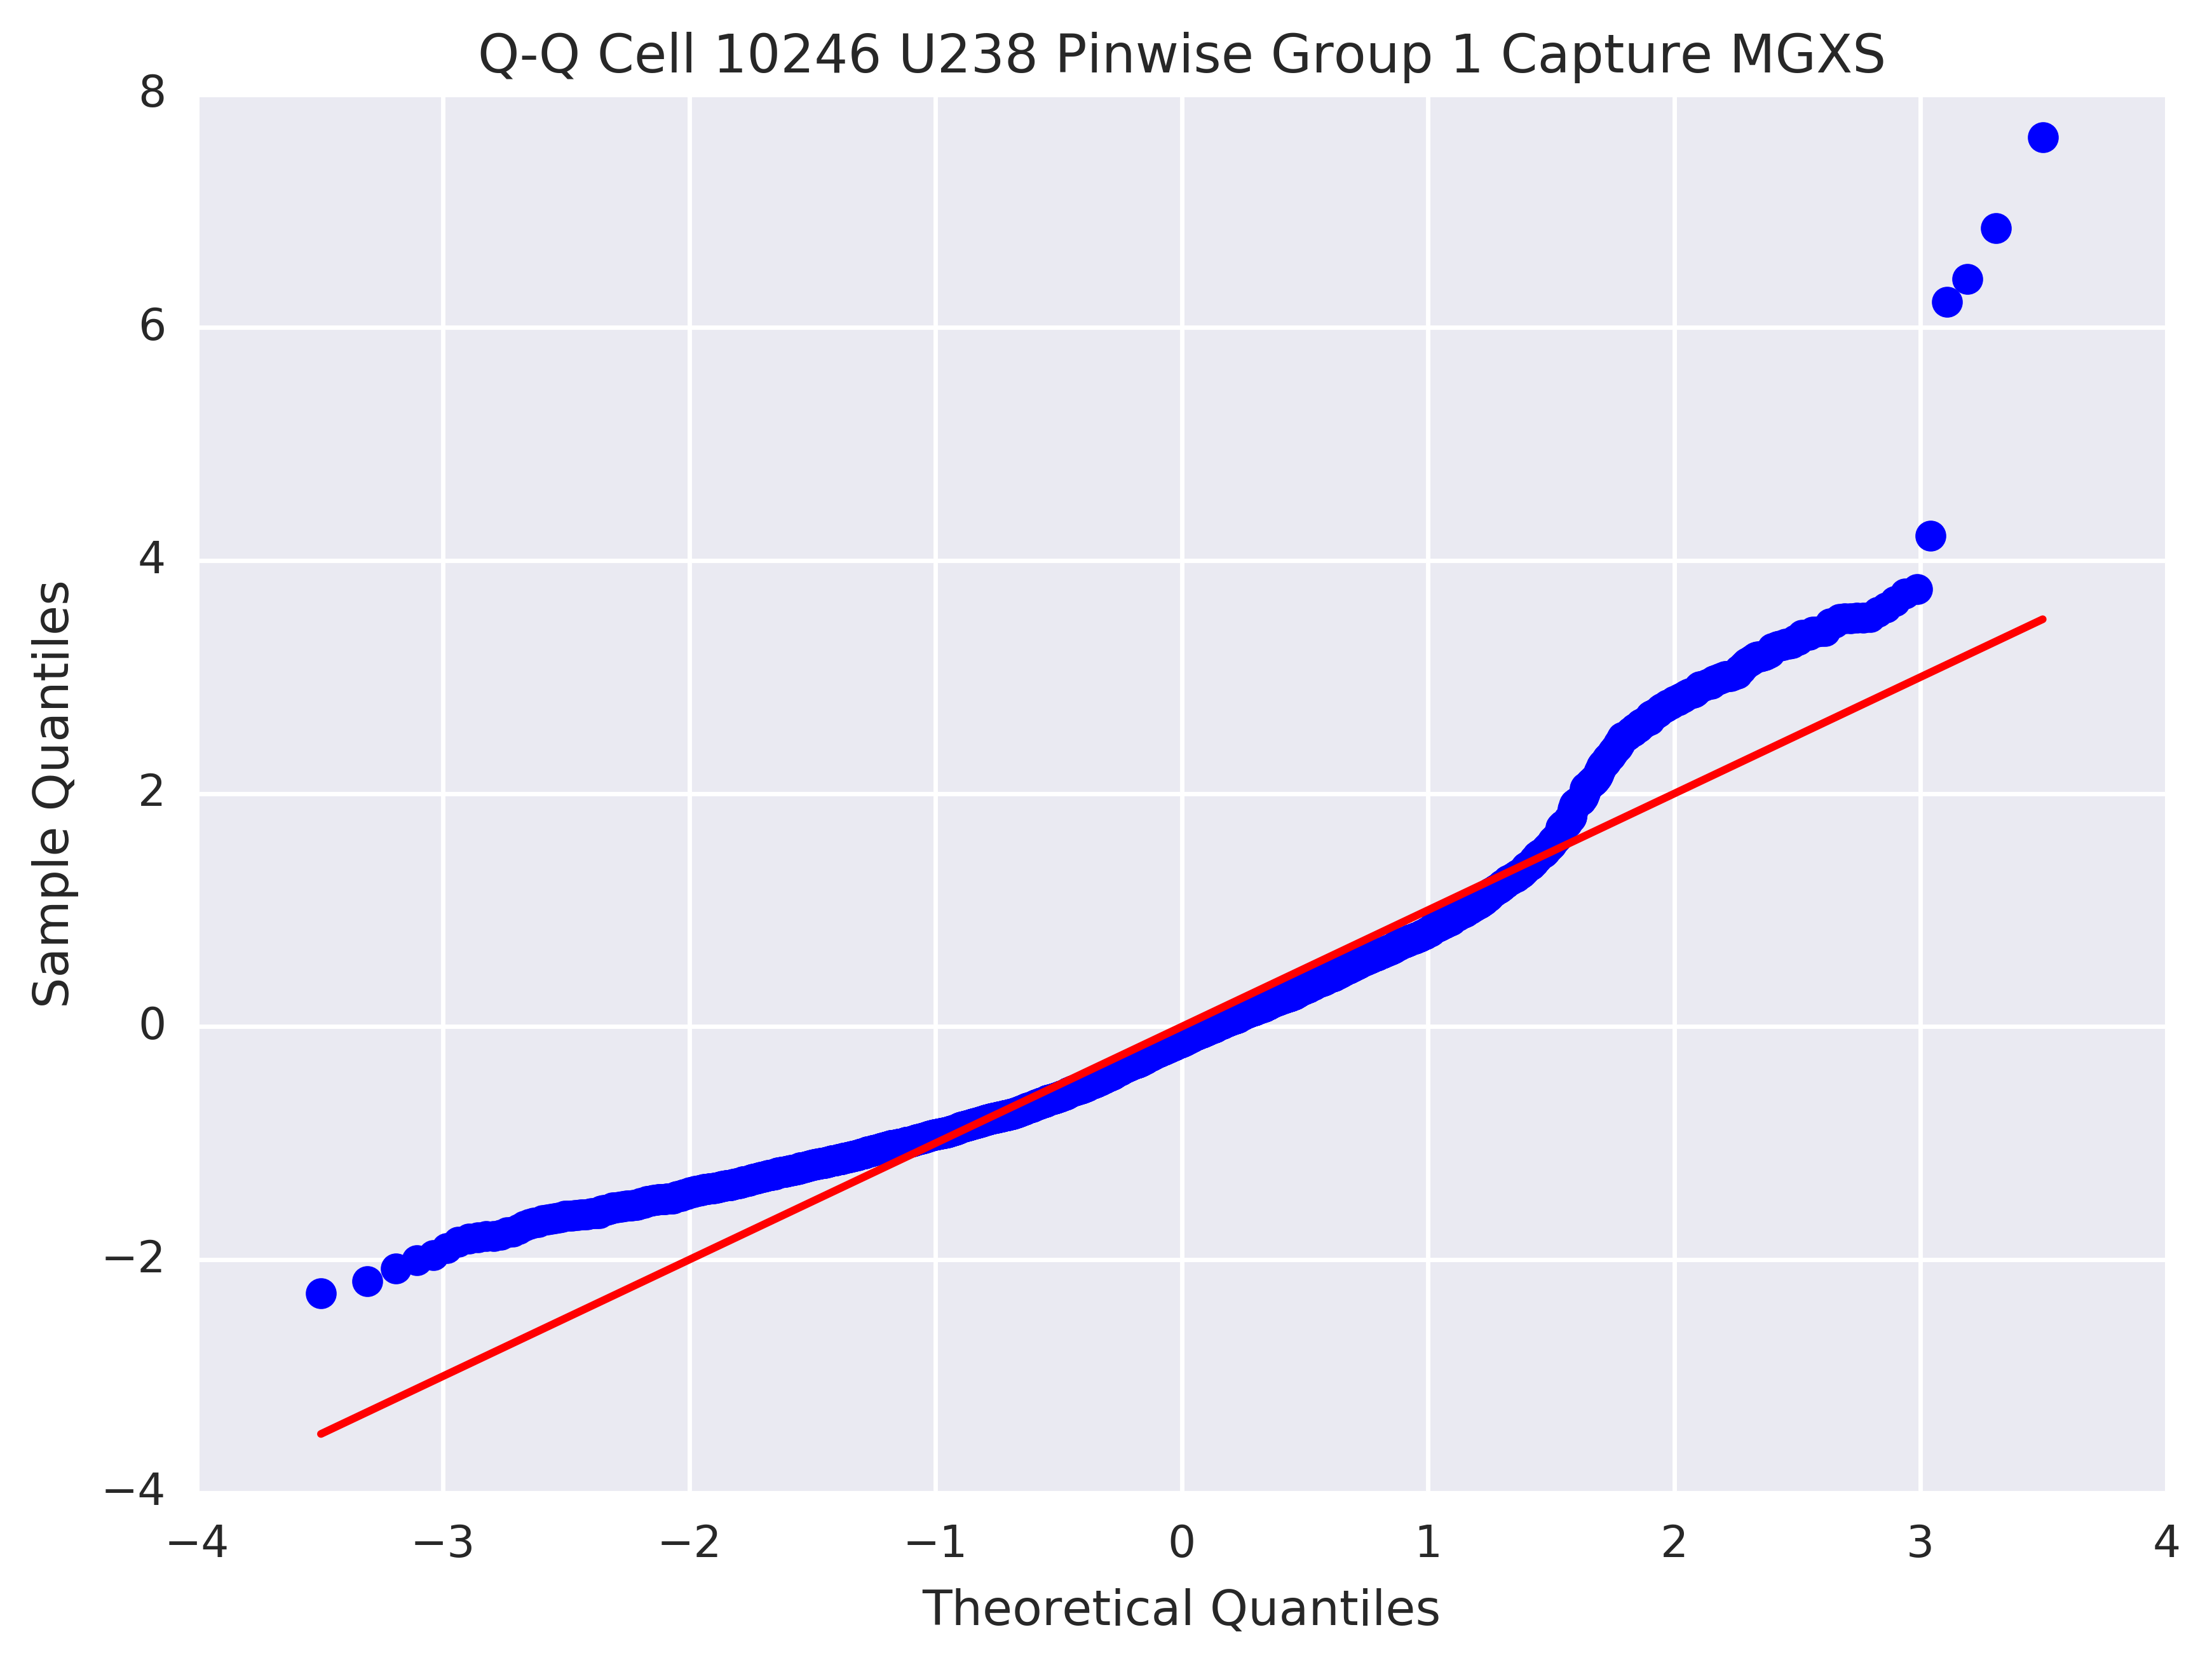 Q-Q Cell 10246 U238 Pinwise Group 1 Capture MGXS
8
6
4
2
0
−2
−4
Sample Quantiles
−4 −3 −2 −1 0 1 2 3 4
Theoretical Quantiles